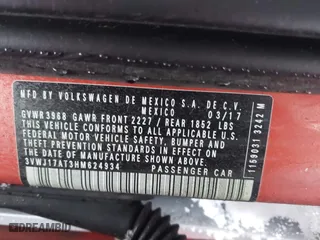 MFD. BY VOLKSWAGEN DE MEXICO S.A. DE C.V.
MEXICO 03/17
GVWR 3968 GAWR FRONT 2227 / REAR 1852 LBS
THIS VEHICLE CONFORMS TO ALL APPLICABLE U.S.
FEDERAL MOTOR VEHICLE SAFETY, BUMPER AND
THEFT PREVENTION STANDARDS IN EFFECT ON
THE DATE OF MANUFACTURE SHOWN ABOVE
3VWJ17AT3HM624934 PASSENGER CAR
1159031 3242 M
DREAMBID